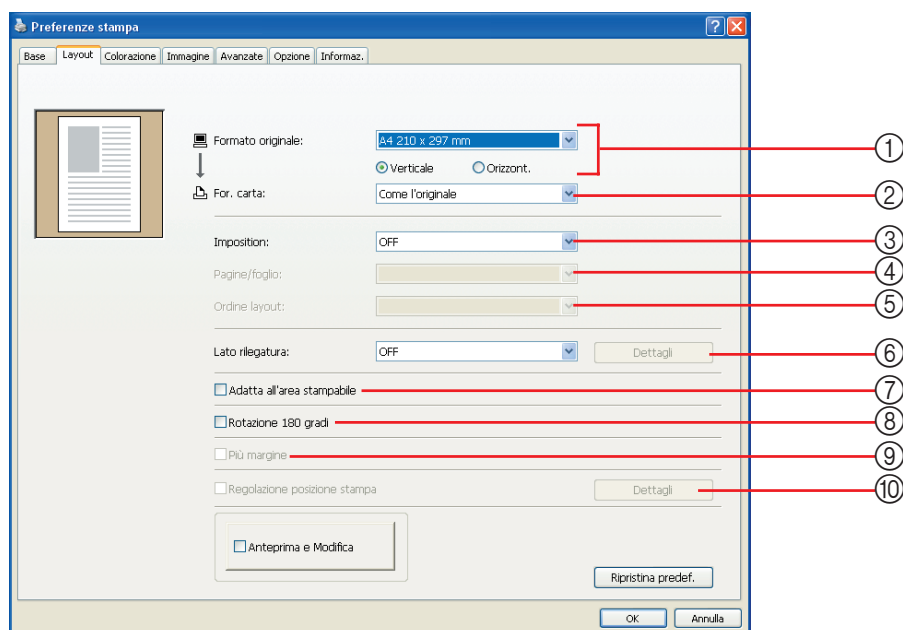 Preferenze stampa
Base Layout Colorazione Immagine Avanzate Opzione Informaz.
Formato originale: A4 210 x 297 mm ①
Verticale Orizzont.
For. carta: Come l'originale ②
Imposition: OFF ③
Pagine/foglio: ④
Ordine layout: ⑤
Lato rilegatura: OFF Dettagli ⑥
Adatta all'area stampabile ⑦
Rotazione 180 gradi ⑧
Più margine ⑨
Regolazione posizione stampa Dettagli ⑩
Anteprima e Modifica
Ripristina predef.
OK Annulla